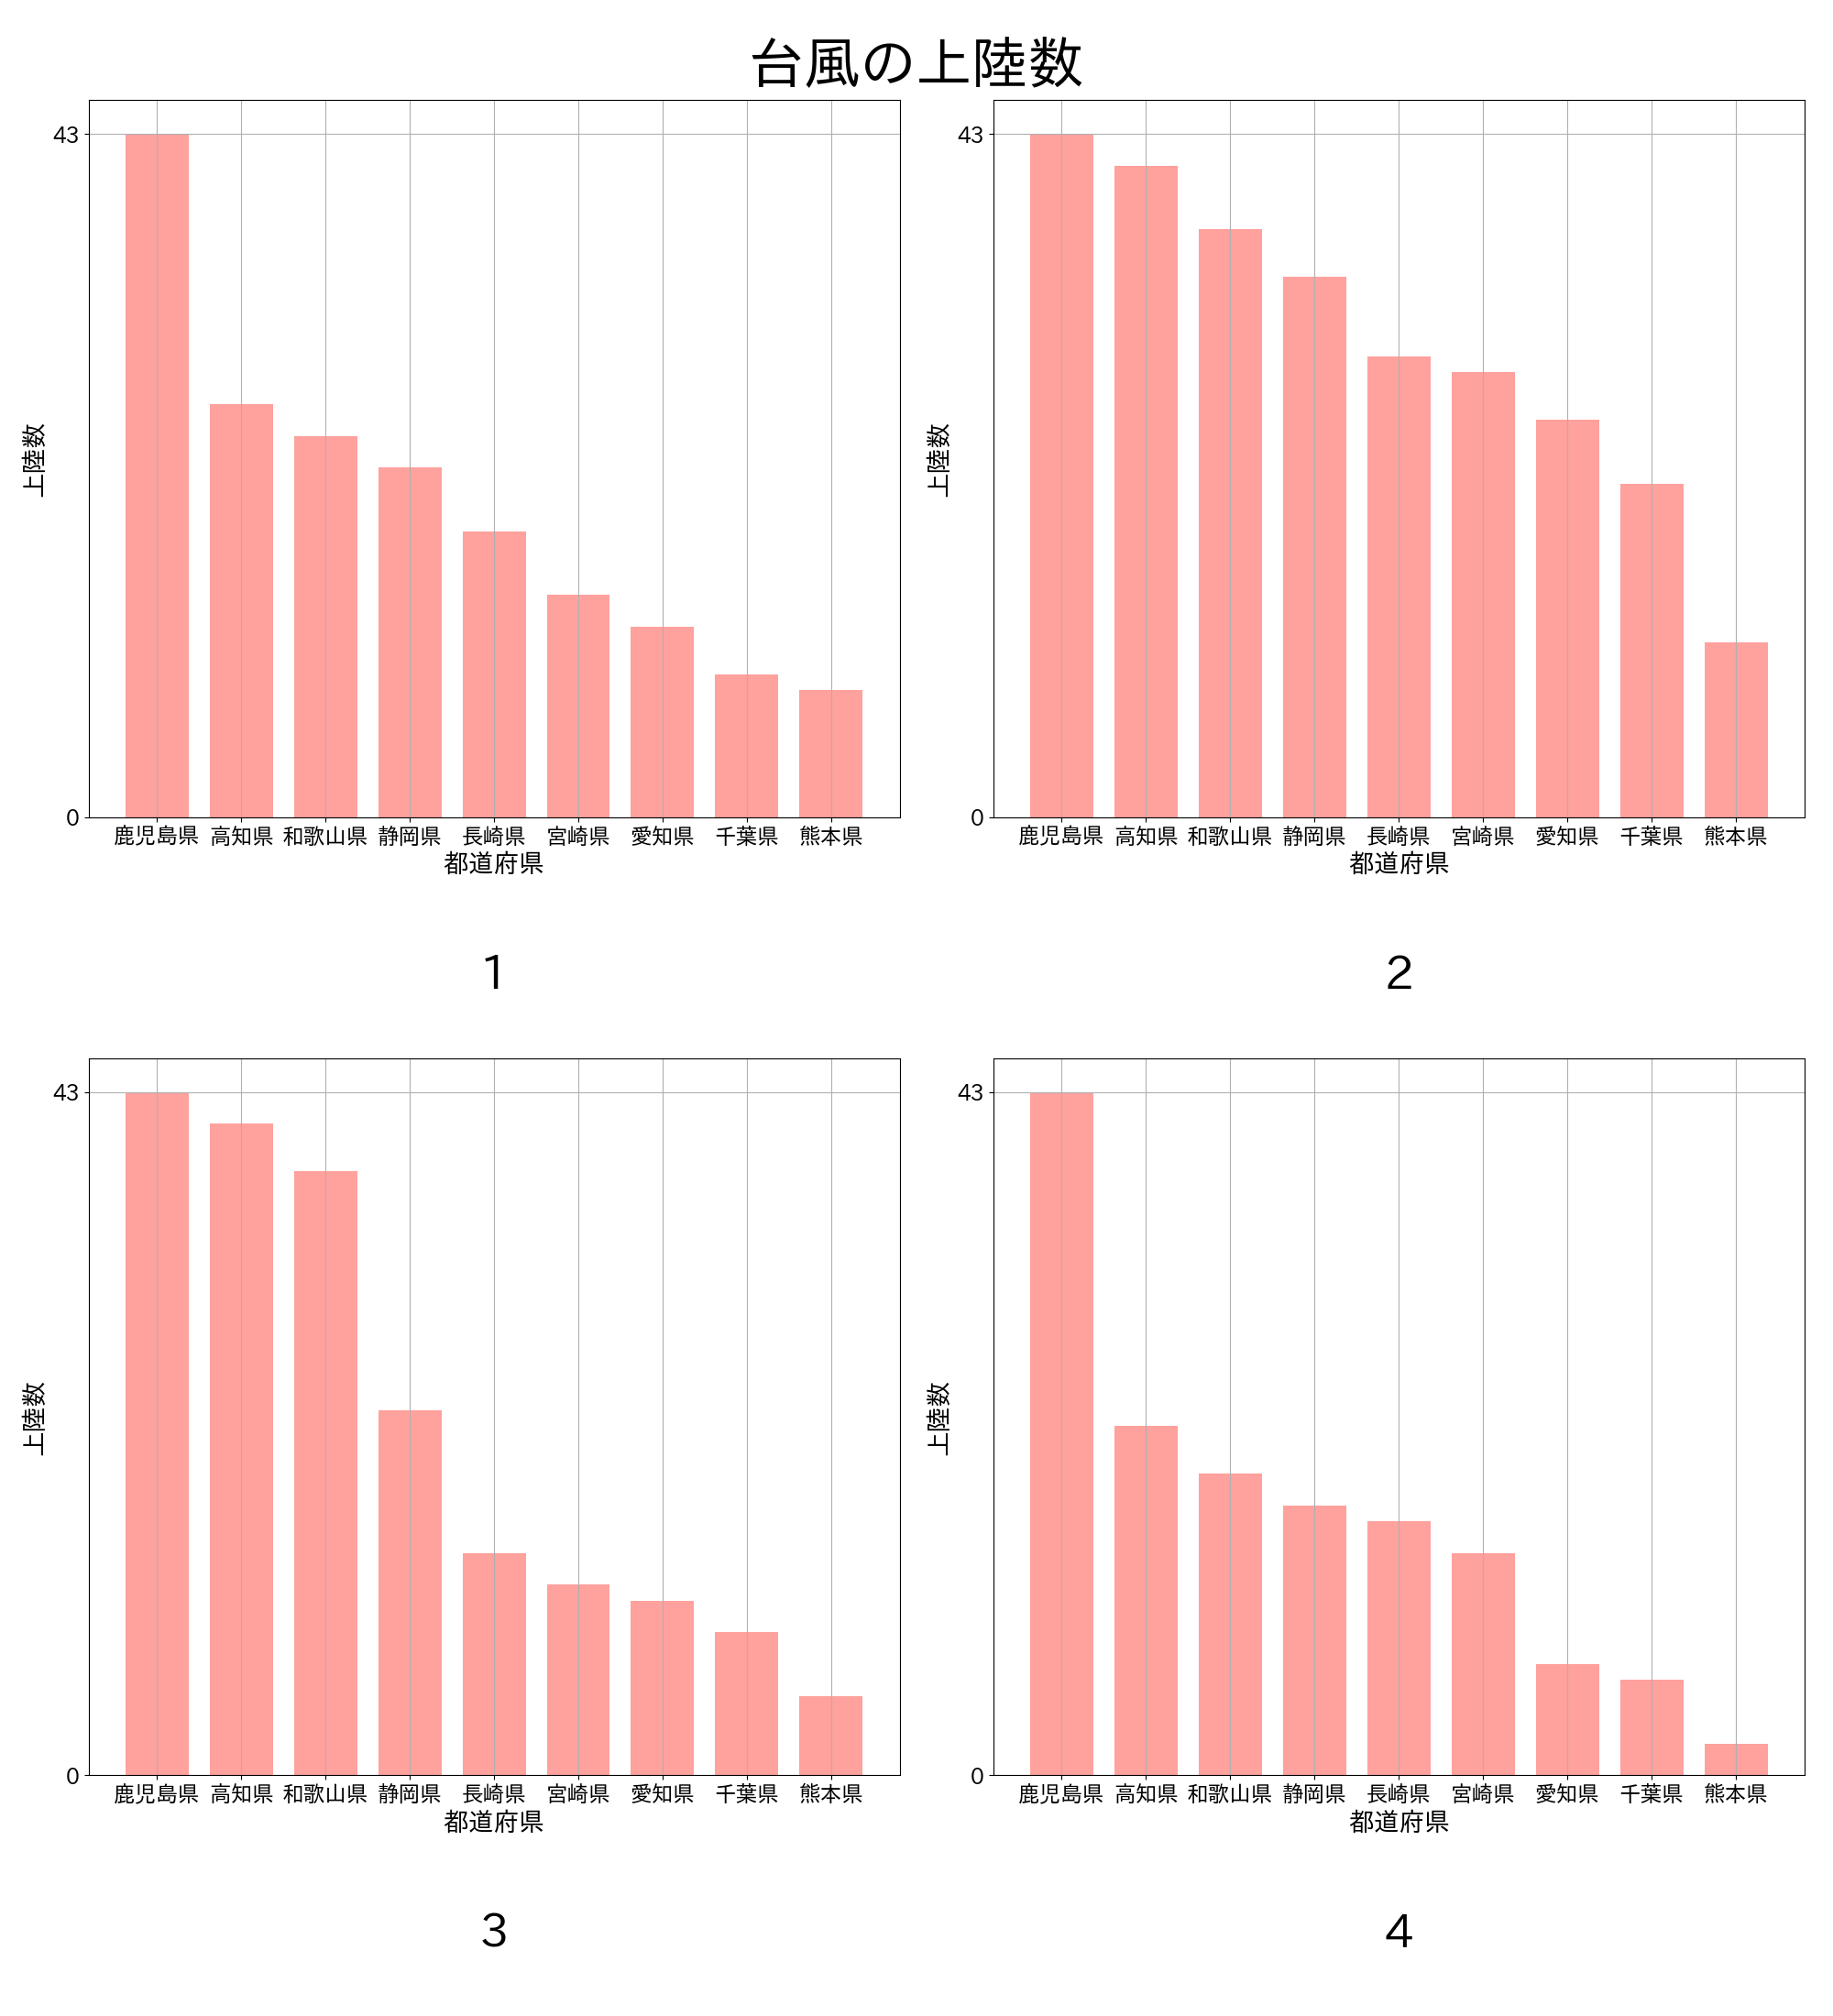 台風の上陸数
43
0
上陸数
鹿児島県 高知県 和歌山県 静岡県 長崎県 宮崎県 愛知県 千葉県 熊本県
都道府県
1
43
0
上陸数
鹿児島県 高知県 和歌山県 静岡県 長崎県 宮崎県 愛知県 千葉県 熊本県
都道府県
2
43
0
上陸数
鹿児島県 高知県 和歌山県 静岡県 長崎県 宮崎県 愛知県 千葉県 熊本県
都道府県
3
43
0
上陸数
鹿児島県 高知県 和歌山県 静岡県 長崎県 宮崎県 愛知県 千葉県 熊本県
都道府県
4